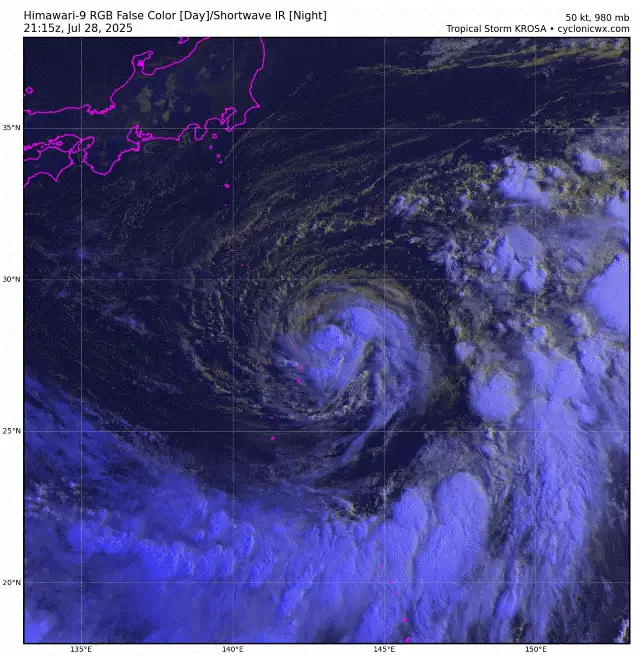 Himawari-9 RGB False Color [Day]/Shortwave IR [Night]
50 kt, 980 mb
21:15z, Jul 28, 2025
Tropical Storm KROSA • cyclonicwx.com
35°N
30°N
25°N
20°N
135°E
140°E
145°E
150°E